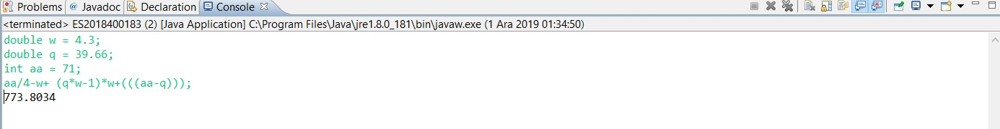 Problems @ Javadoc Declaration Console
<terminated> ES2018400183 (2) [Java Application] C:\Program Files\Java\jre1.8.0_181\bin\javaw.exe (1 Ara 2019 01:34:50)
double w = 4.3;
double q = 39.66;
int aa = 71;
aa/4-w+ (q*w-1)*w+(((aa-q)));
773.8034